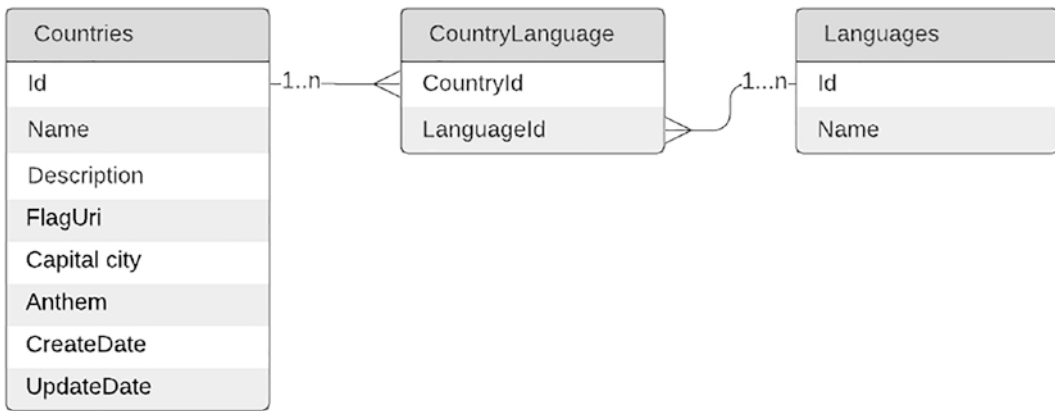 Countries
Id
Name
Description
FlagUri
Capital city
Anthem
CreateDate
UpdateDate
1..n
CountryLanguage
CountryId
LanguageId
1...n
Languages
Id
Name